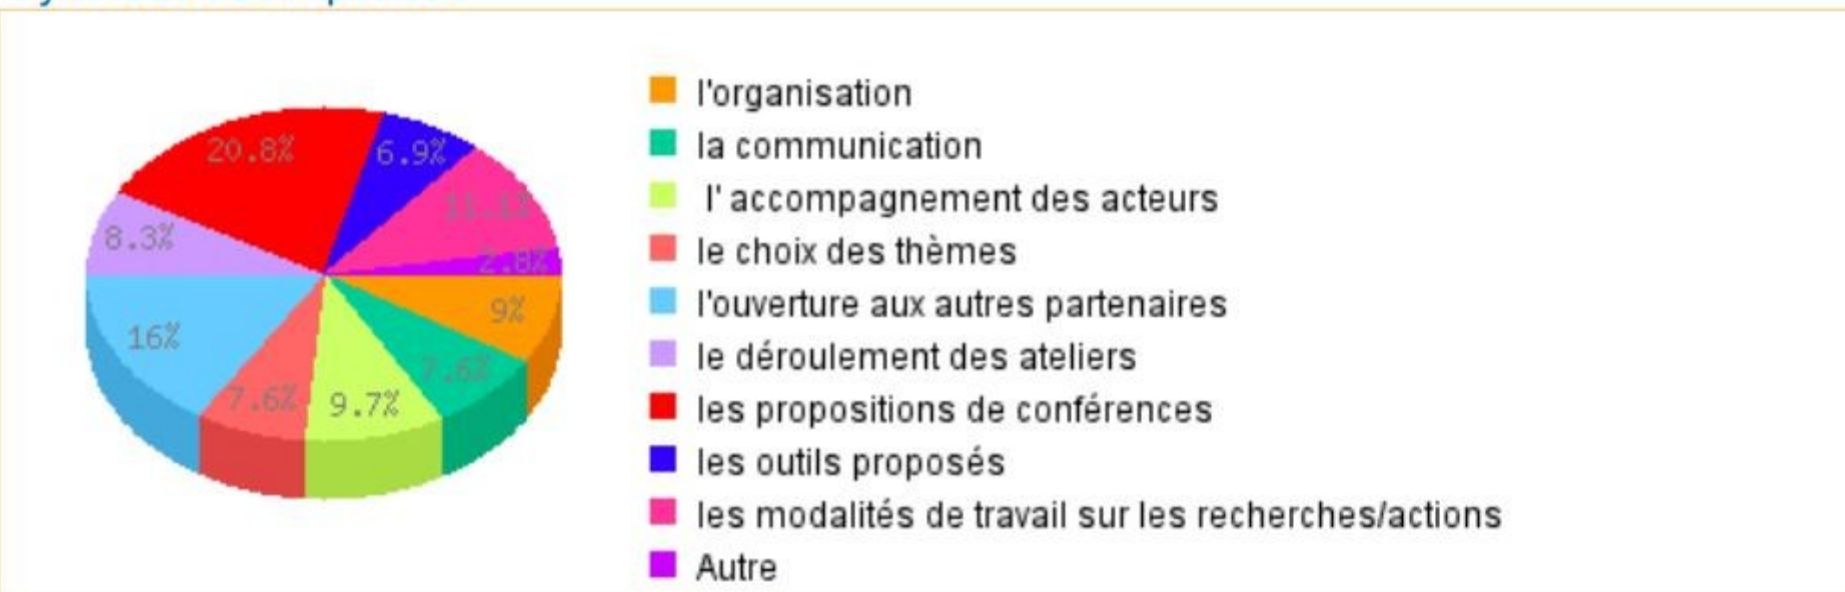 20.8%
6.9%
11.1%
8.3%
2.8%
9%
16%
7.6%
7.6%
9.7%
l'organisation
la communication
l' accompagnement des acteurs
le choix des thèmes
l'ouverture aux autres partenaires
le déroulement des ateliers
les propositions de conférences
les outils proposés
les modalités de travail sur les recherches/actions
Autre